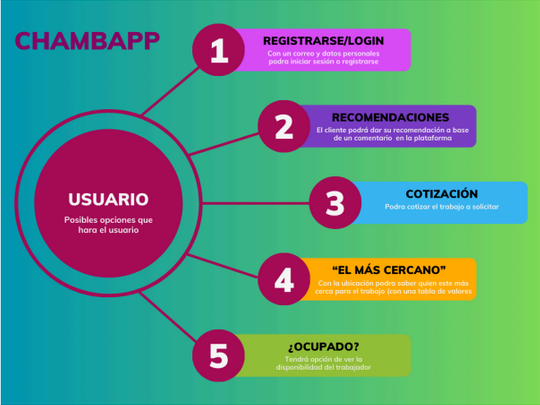 CHAMBAPP
1
REGISTRARSE/LOGIN
Con un correo y datos personales
podra iniciar sesión o registrarse
2
RECOMENDACIONES
El cliente podrá dar su recomendación a base
de un comentario en la plataforma
USUARIO
Posibles opciones que
hara el usuario
3
COTIZACIÓN
Podra cotizar el trabajo a solicitar
4
“EL MÁS CERCANO”
Con la ubicación podra saber quien este más
cerca para el trabajo (con una tabla de valores
5
¿OCUPADO?
Tendrá opción de ver la
disponibilidad del trabajador